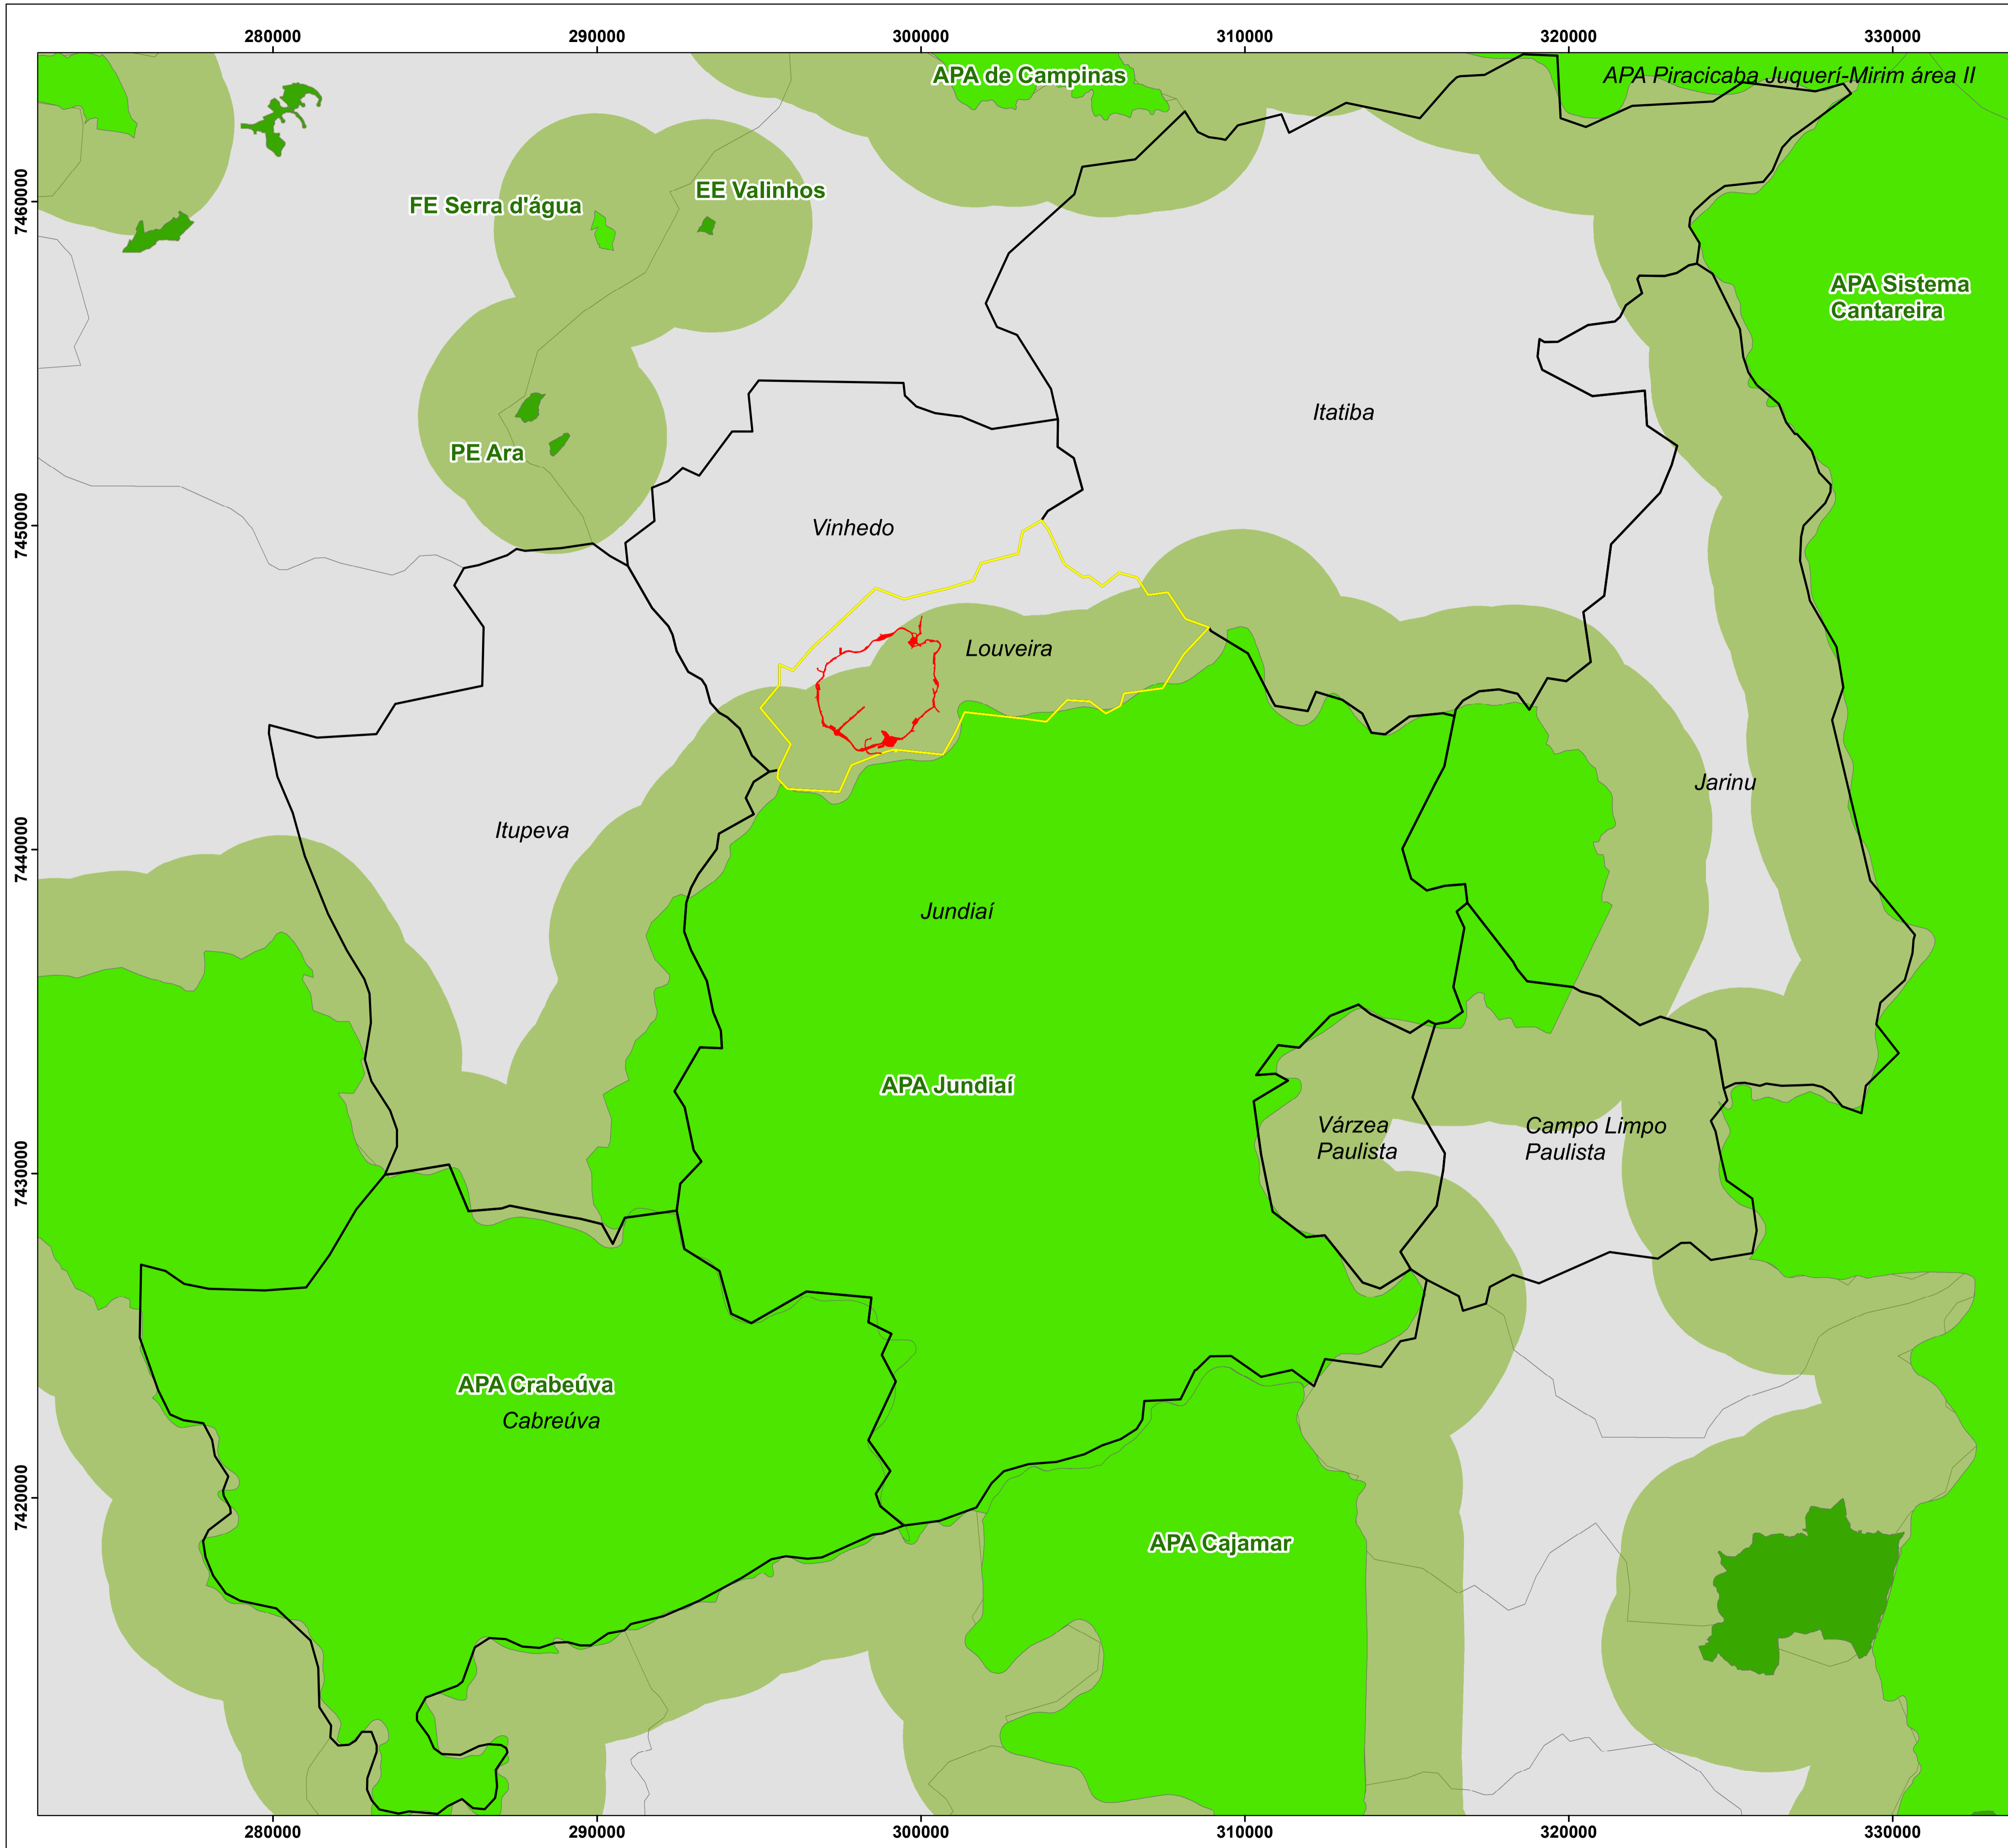 280000 290000 300000 310000 320000 330000
APA de Campinas
APA Piracicaba Juquerí-Mirim área II
7460000
EE Valinhos
FE Serra d'água
APA Sistema
Cantareira
Itatiba
PE Ara
7450000
Vinhedo
Louveira
Jarinu
7440000
Itupeva
Jundiaí
APA Jundiaí
Várzea
Paulista
Campo Limpo
Paulista
7430000
APA Crabeúva
Cabreúva
7420000
APA Cajamar
280000 290000 300000 310000 320000 330000